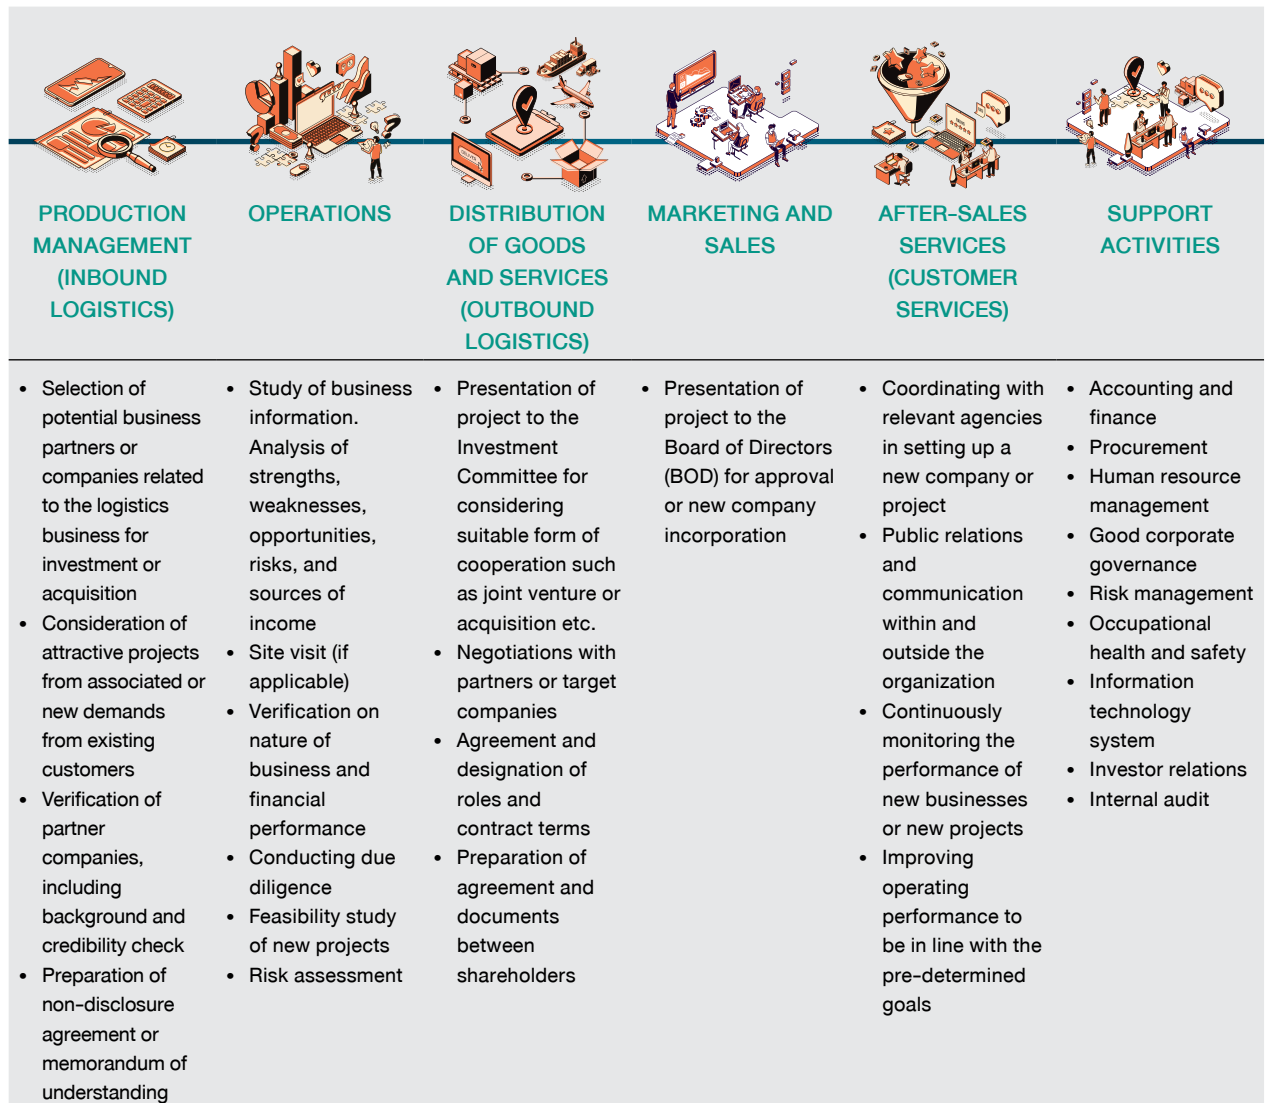 PRODUCTION
MANAGEMENT
(INBOUND
LOGISTICS)
OPERATIONS
DISTRIBUTION
OF GOODS
AND SERVICES
(OUTBOUND
LOGISTICS)
MARKETING AND
SALES
AFTER-SALES
SERVICES
(CUSTOMER
SERVICES)
SUPPORT
ACTIVITIES
• Selection of
potential business
partners or
companies related
to the logistics
business for
investment or
acquisition
• Consideration of
attractive projects
from associated or
new demands
from existing
customers
• Verification of
partner
companies,
including
background and
credibility check
• Preparation of
non-disclosure
agreement or
memorandum of
understanding
• Study of business
information.
Analysis of
strengths,
weaknesses,
opportunities,
risks, and
sources of
income
• Site visit (if
applicable)
• Verification on
nature of
business and
financial
performance
• Conducting due
diligence
• Feasibility study
of new projects
• Risk assessment
• Presentation of
project to the
Investment
Committee for
considering
suitable form of
cooperation such
as joint venture or
acquisition etc.
• Negotiations with
partners or target
companies
• Agreement and
designation of
roles and
contract terms
• Preparation of
agreement and
documents
between
shareholders
• Presentation of
project to the
Board of Directors
(BOD) for approval
or new company
incorporation
• Coordinating with
relevant agencies
in setting up a
new company or
project
• Public relations
and
communication
within and
outside the
organization
• Continuously
monitoring the
performance of
new businesses
or new projects
• Improving
operating
performance to
be in line with the
pre-determined
goals
• Accounting and
finance
• Procurement
• Human resource
management
• Good corporate
governance
• Risk management
• Occupational
health and safety
• Information
technology
system
• Investor relations
• Internal audit